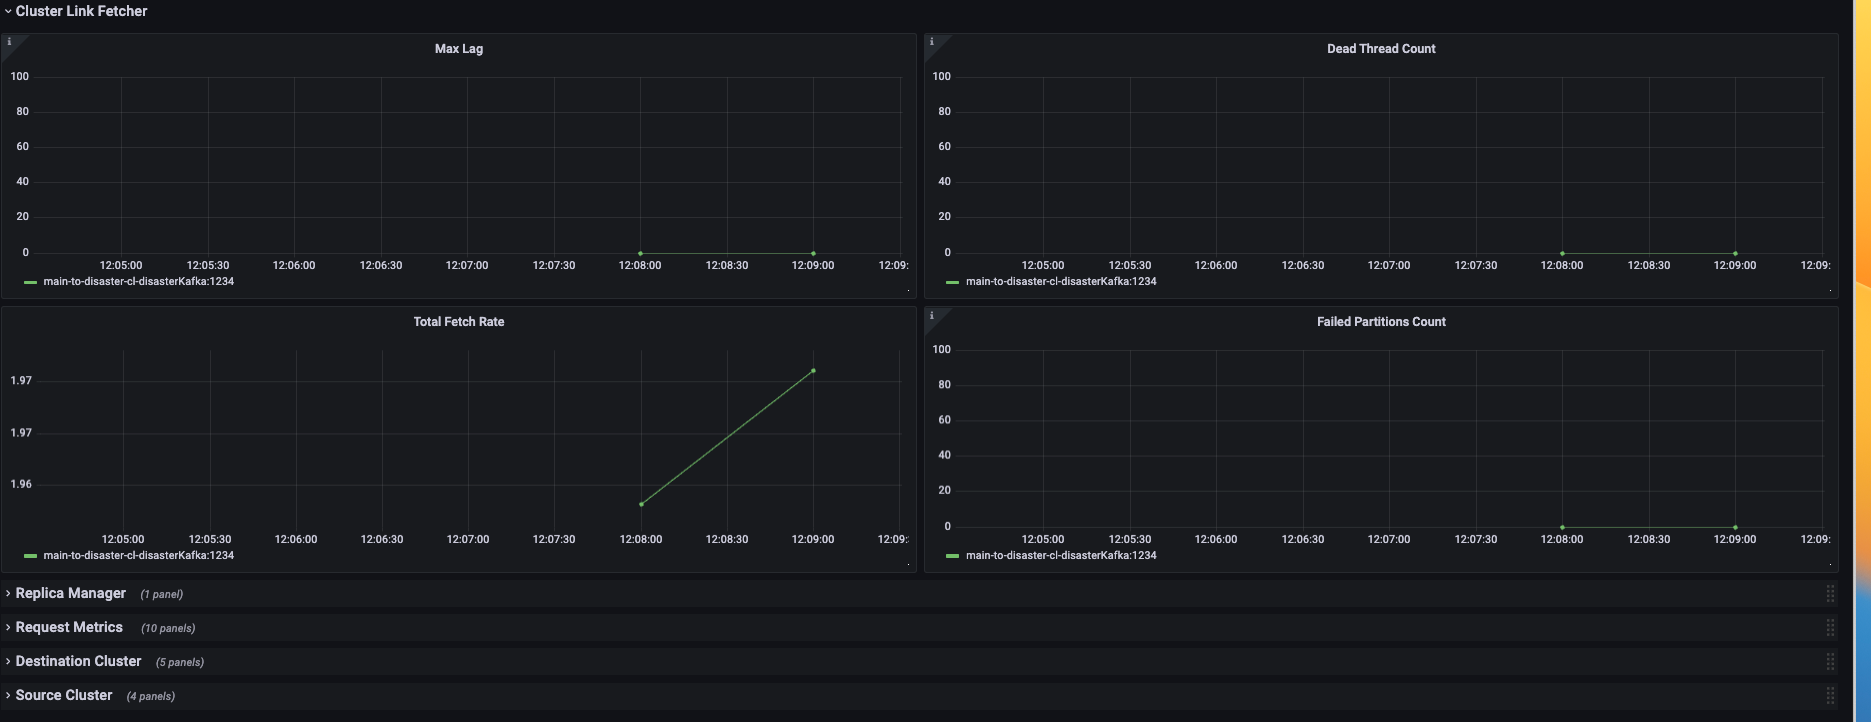 Cluster Link Fetcher
Max Lag
100
80
60
40
20
0
12:05:00 12:05:30 12:06:00 12:06:30 12:07:00 12:07:30 12:08:00 12:08:30 12:09:00 12:09:
main-to-disaster-cl-disasterKafka:1234
Dead Thread Count
100
80
60
40
20
0
12:05:00 12:05:30 12:06:00 12:06:30 12:07:00 12:07:30 12:08:00 12:08:30 12:09:00 12:09:
main-to-disaster-cl-disasterKafka:1234
Total Fetch Rate
1.97
1.97
1.96
12:05:00 12:05:30 12:06:00 12:06:30 12:07:00 12:07:30 12:08:00 12:08:30 12:09:00 12:09:
main-to-disaster-cl-disasterKafka:1234
Failed Partitions Count
100
80
60
40
20
0
12:05:00 12:05:30 12:06:00 12:06:30 12:07:00 12:07:30 12:08:00 12:08:30 12:09:00 12:09:
main-to-disaster-cl-disasterKafka:1234
Replica Manager (1 panel)
Request Metrics (10 panels)
Destination Cluster (5 panels)
Source Cluster (4 panels)